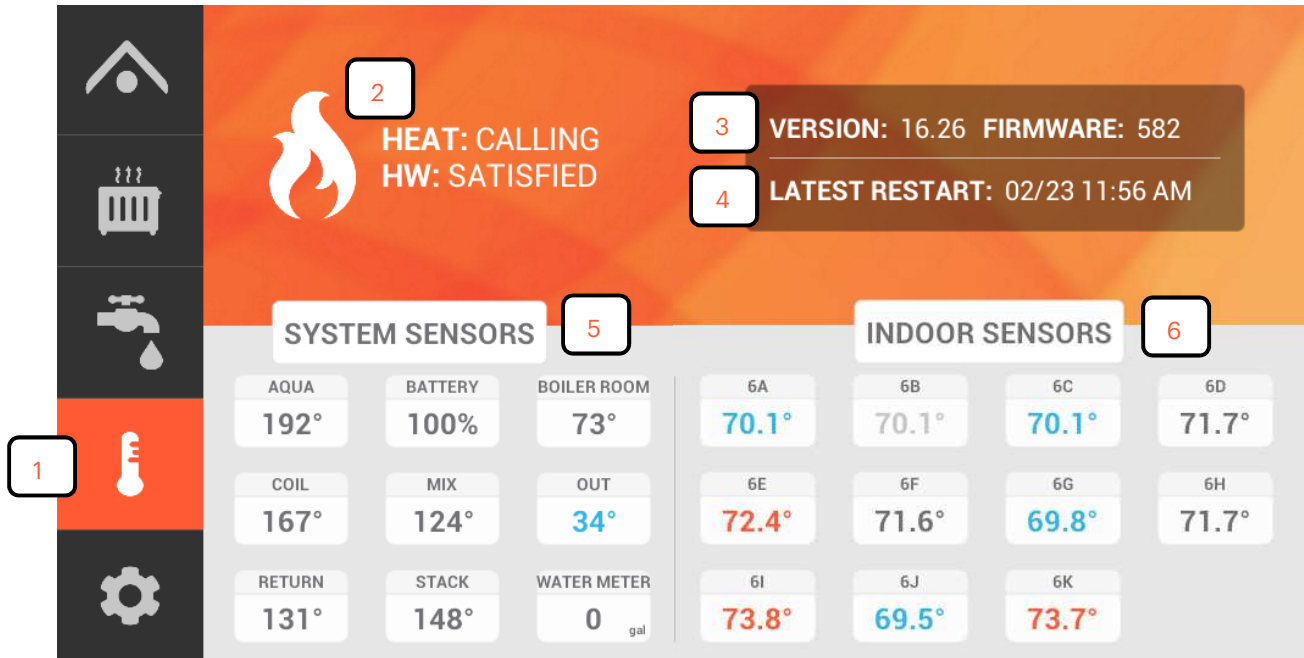 2
HEAT: CALLING
HW: SATISFIED
3
VERSION: 16.26 FIRMWARE: 582
4
LATEST RESTART: 02/23 11:56 AM
SYSTEM SENSORS
5
INDOOR SENSORS
6
AQUA BATTERY BOILER ROOM
192° 100% 73°
COIL MIX OUT
167° 124° 34°
RETURN STACK WATER METER
131° 148° 0 gal
6A 6B 6C 6D
70.1° 70.1° 70.1° 71.7°
6E 6F 6G 6H
72.4° 71.6° 69.8° 71.7°
6I 6J 6K
73.8° 69.5° 73.7°
1